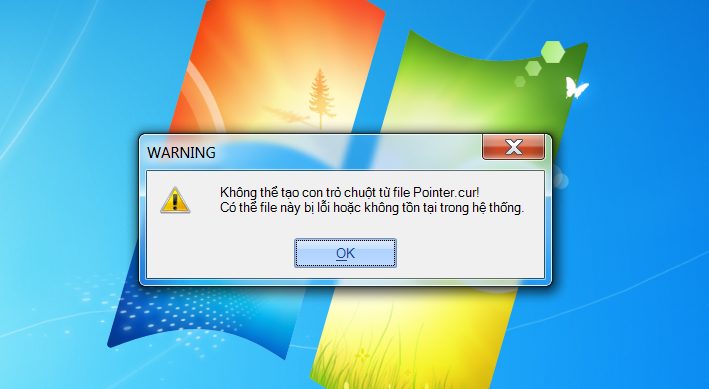 WARNING
Không thể tạo con trỏ chuột từ file Pointer.cur!
Có thể file này bị lỗi hoặc không tồn tại trong hệ thống.
OK